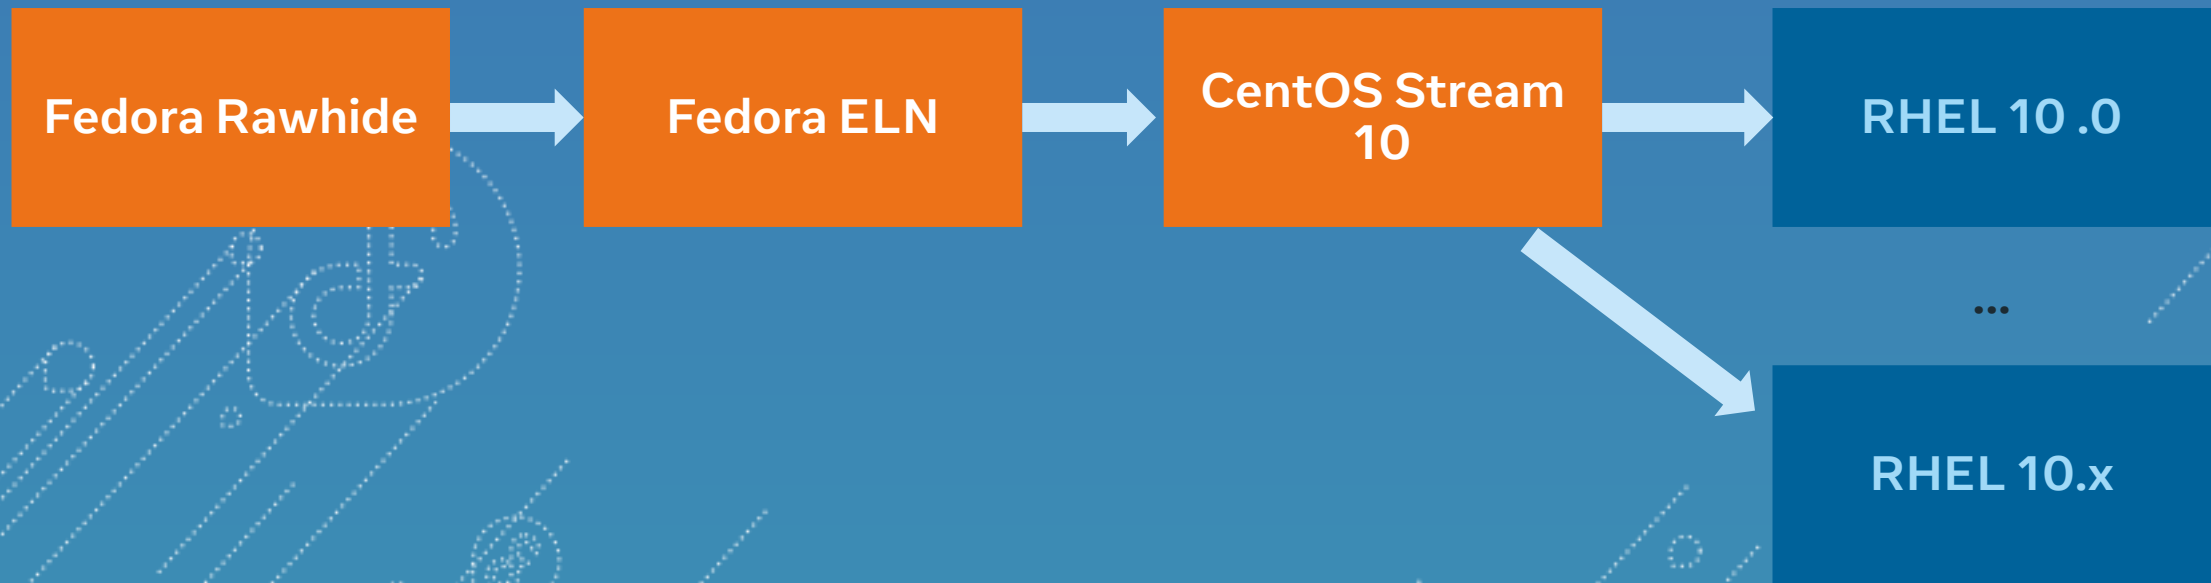 Fedora Rawhide
Fedora ELN
CentOS Stream
10
RHEL 10 .0
...
RHEL 10.x